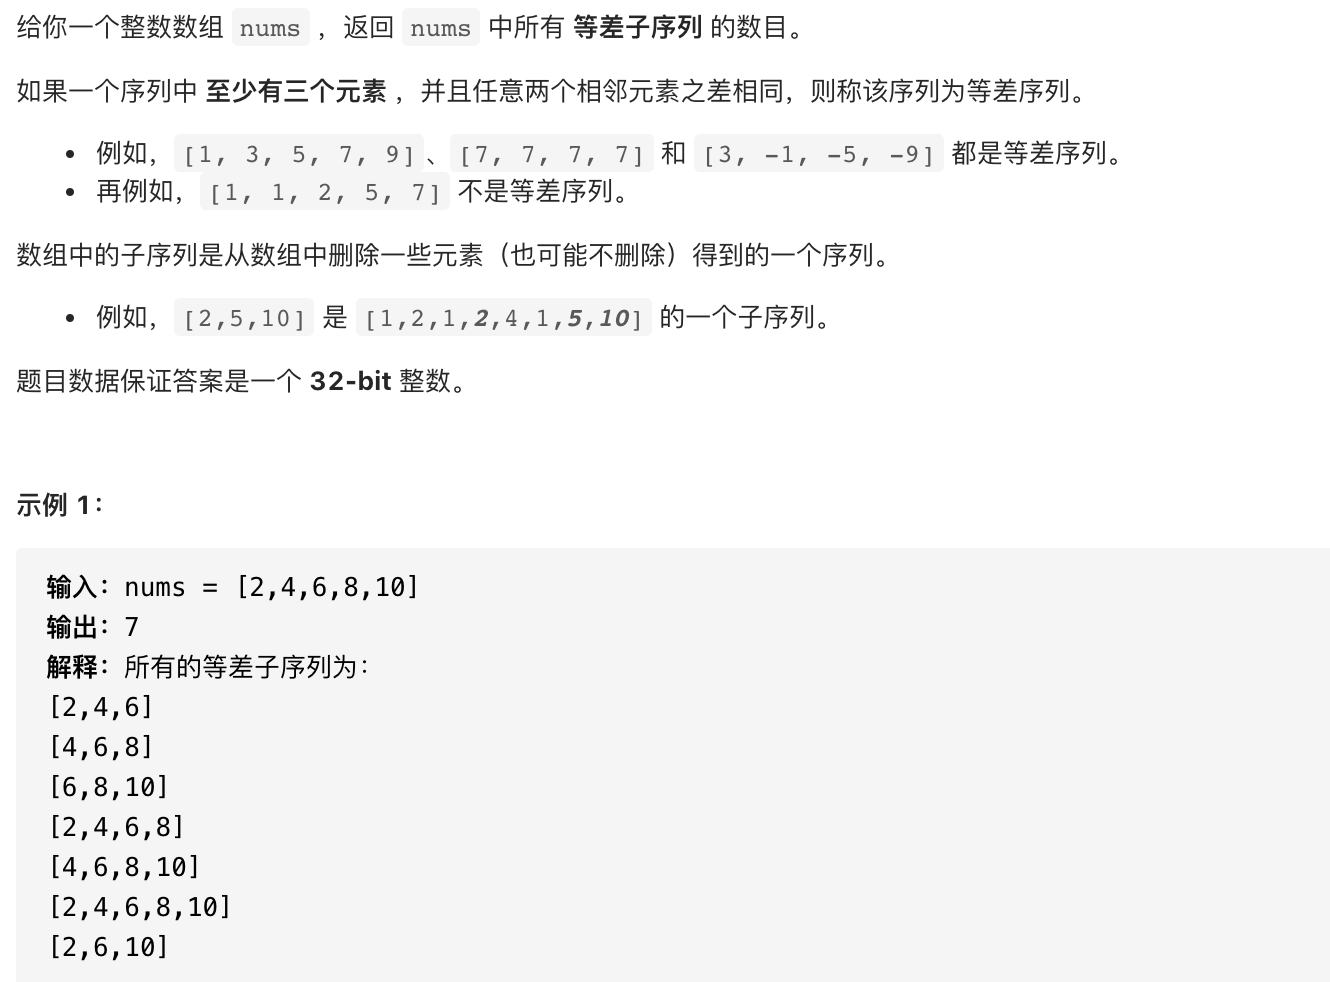 给你一个整数数组 nums ，返回 nums 中所有 等差子序列 的数目。
如果一个序列中 至少有三个元素 ，并且任意两个相邻元素之差相同，则称该序列为等差序列。
• 例如，[1, 3, 5, 7, 9]、[7, 7, 7, 7] 和 [3, -1, -5, -9] 都是等差序列。
• 再例如，[1, 1, 2, 5, 7] 不是等差序列。
数组中的子序列是从数组中删除一些元素（也可能不删除）得到的一个序列。
• 例如，[2,5,10] 是 [1,2,1,2,4,1,5,10] 的一个子序列。
题目数据保证答案是一个 32-bit 整数。
示例 1：
输入：nums = [2,4,6,8,10]
输出：7
解释：所有的等差子序列为：
[2,4,6]
[4,6,8]
[6,8,10]
[2,4,6,8]
[4,6,8,10]
[2,4,6,8,10]
[2,6,10]